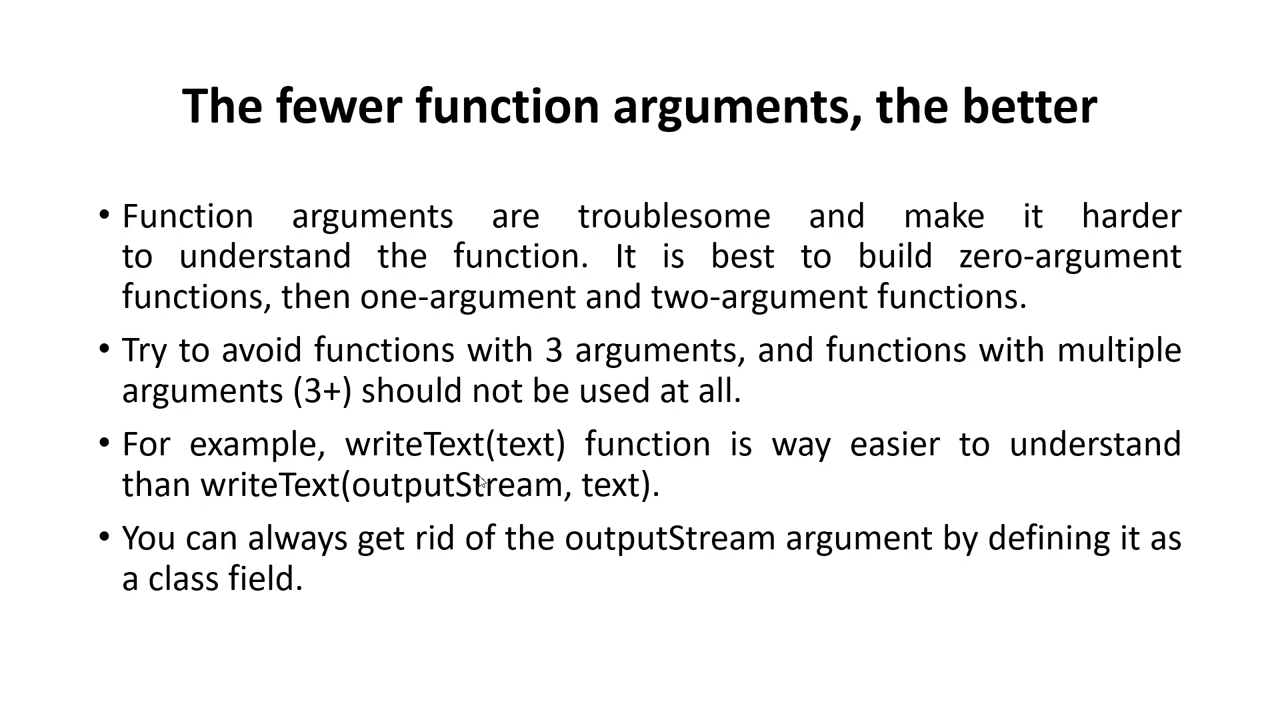 The fewer function arguments, the better
• Function arguments are troublesome and make it harder
to understand the function. It is best to build zero-argument
functions, then one-argument and two-argument functions.
• Try to avoid functions with 3 arguments, and functions with multiple
arguments (3+) should not be used at all.
• For example, writeText(text) function is way easier to understand
than writeText(outputStream, text).
• You can always get rid of the outputStream argument by defining it as
a class field.